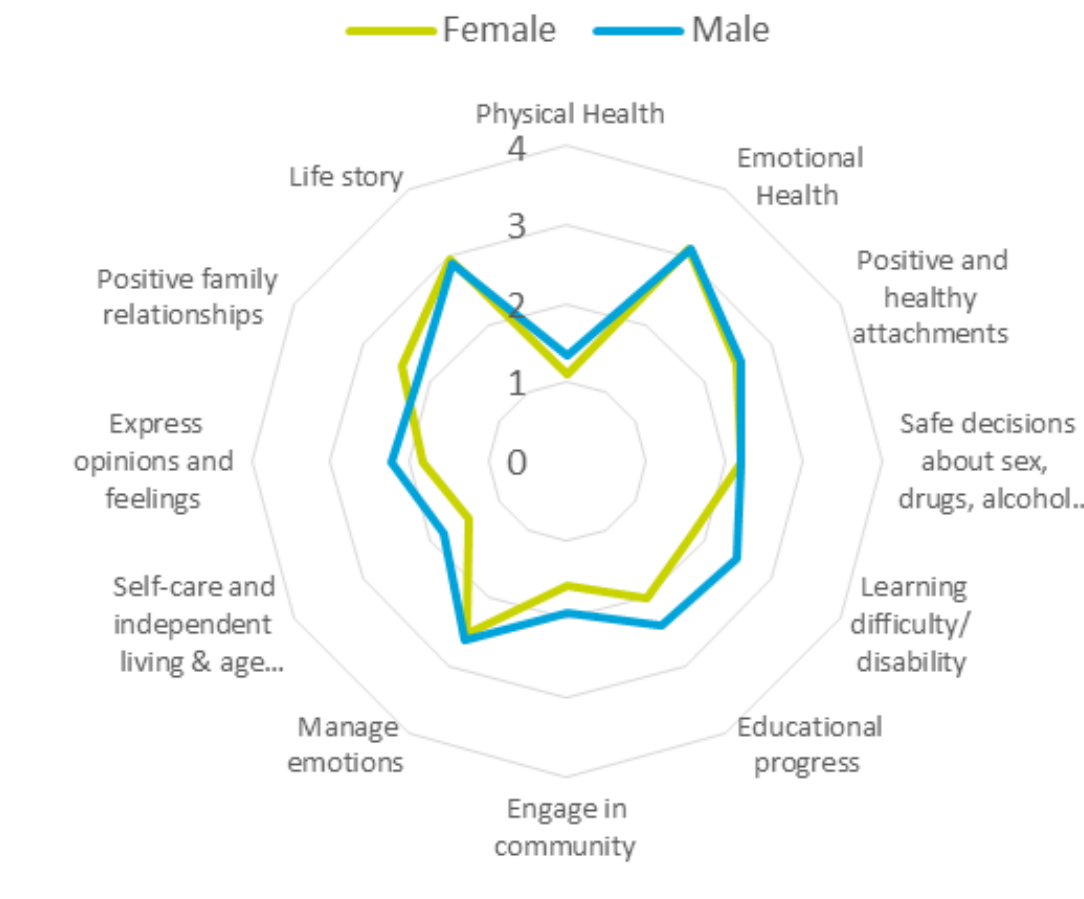 Female Male
Physical Health
Emotional
Health
Positive and
healthy
attachments
Safe decisions
about sex,
drugs, alcohol..
Learning
difficulty/
disability
Educational
progress
Engage in
community
Manage
emotions
Self-care and
independent
living & age...
Express
opinions and
feelings
Positive family
relationships
Life story
4
3
2
1
0